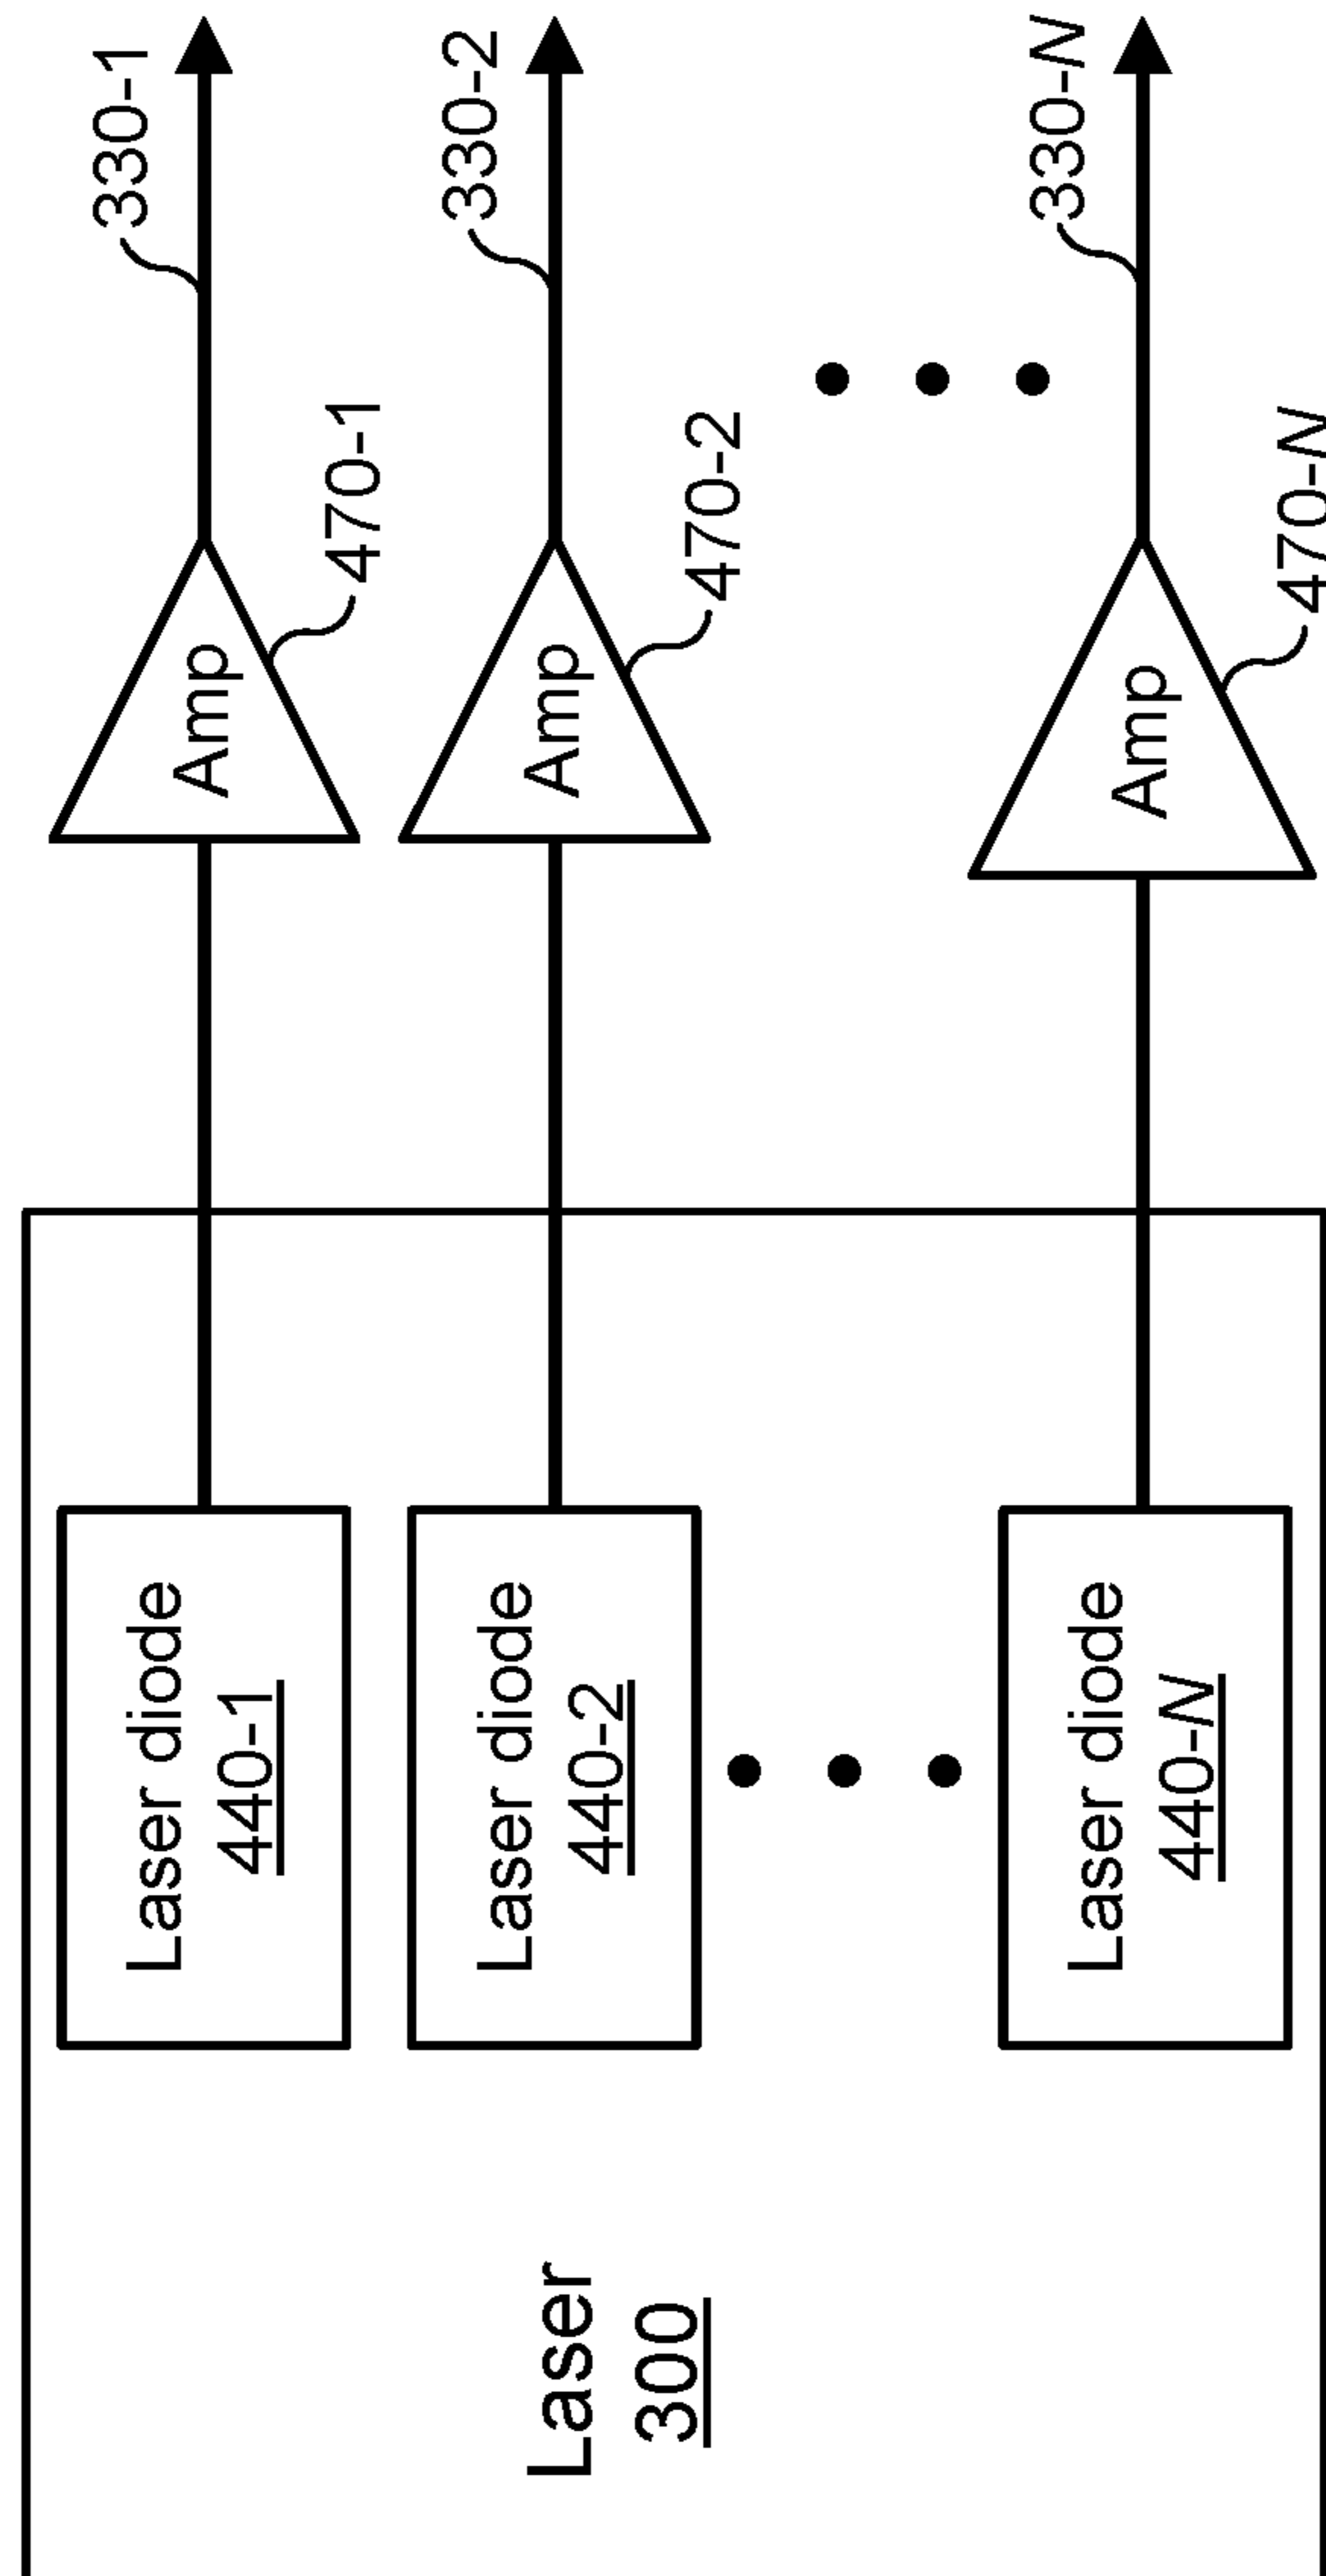 Laser
300
Laser diode
440-1
Amp
470-1
330-1
Laser diode
440-2
Amp
470-2
330-2
Laser diode
440-N
Amp
470-N
330-N